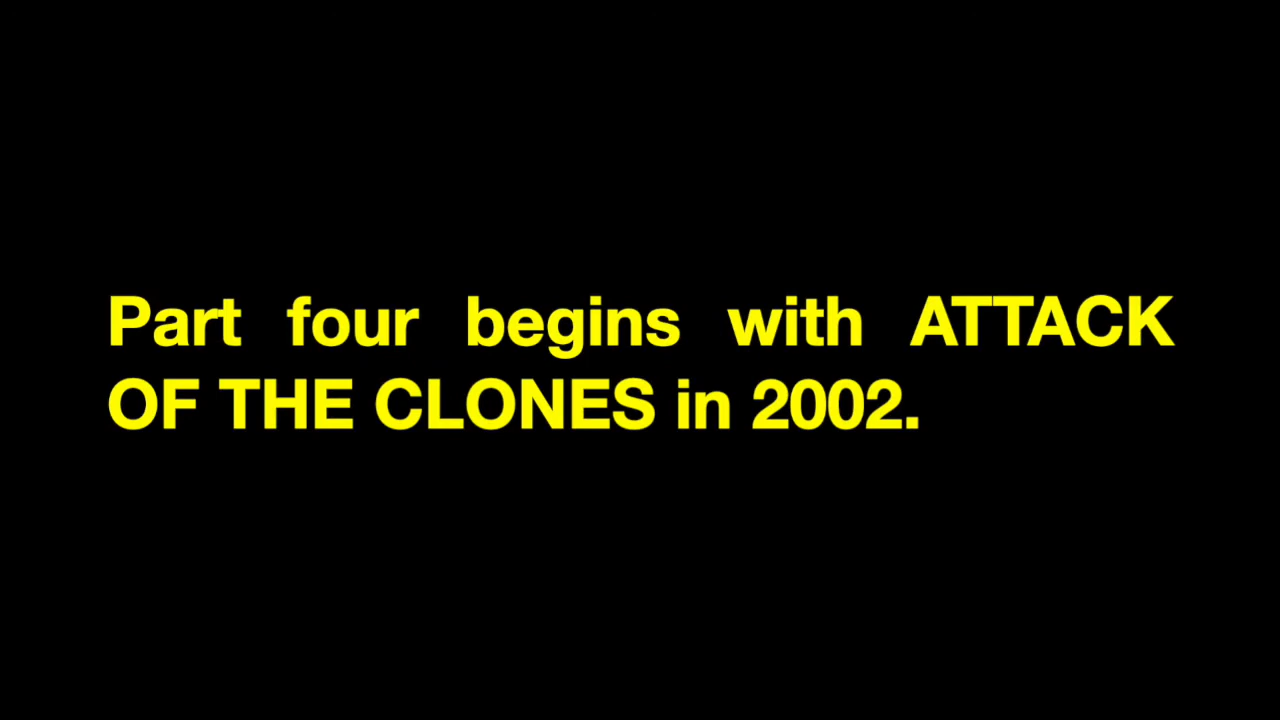 Part four begins with ATTACK
OF THE CLONES in 2002.